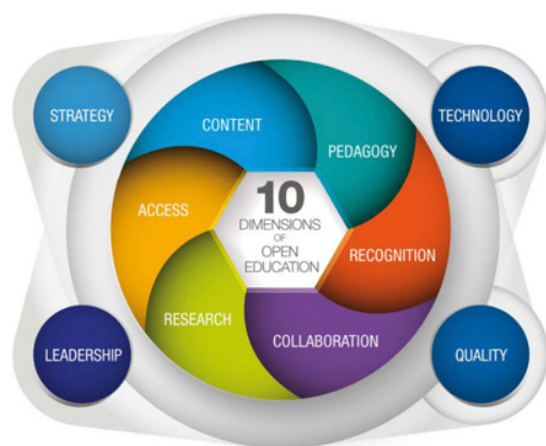 STRATEGY
TECHNOLOGY
CONTENT
PEDAGOGY
ACCESS
10
DIMENSIONS
OF
OPEN
EDUCATION
RECOGNITION
RESEARCH
COLLABORATION
LEADERSHIP
QUALITY